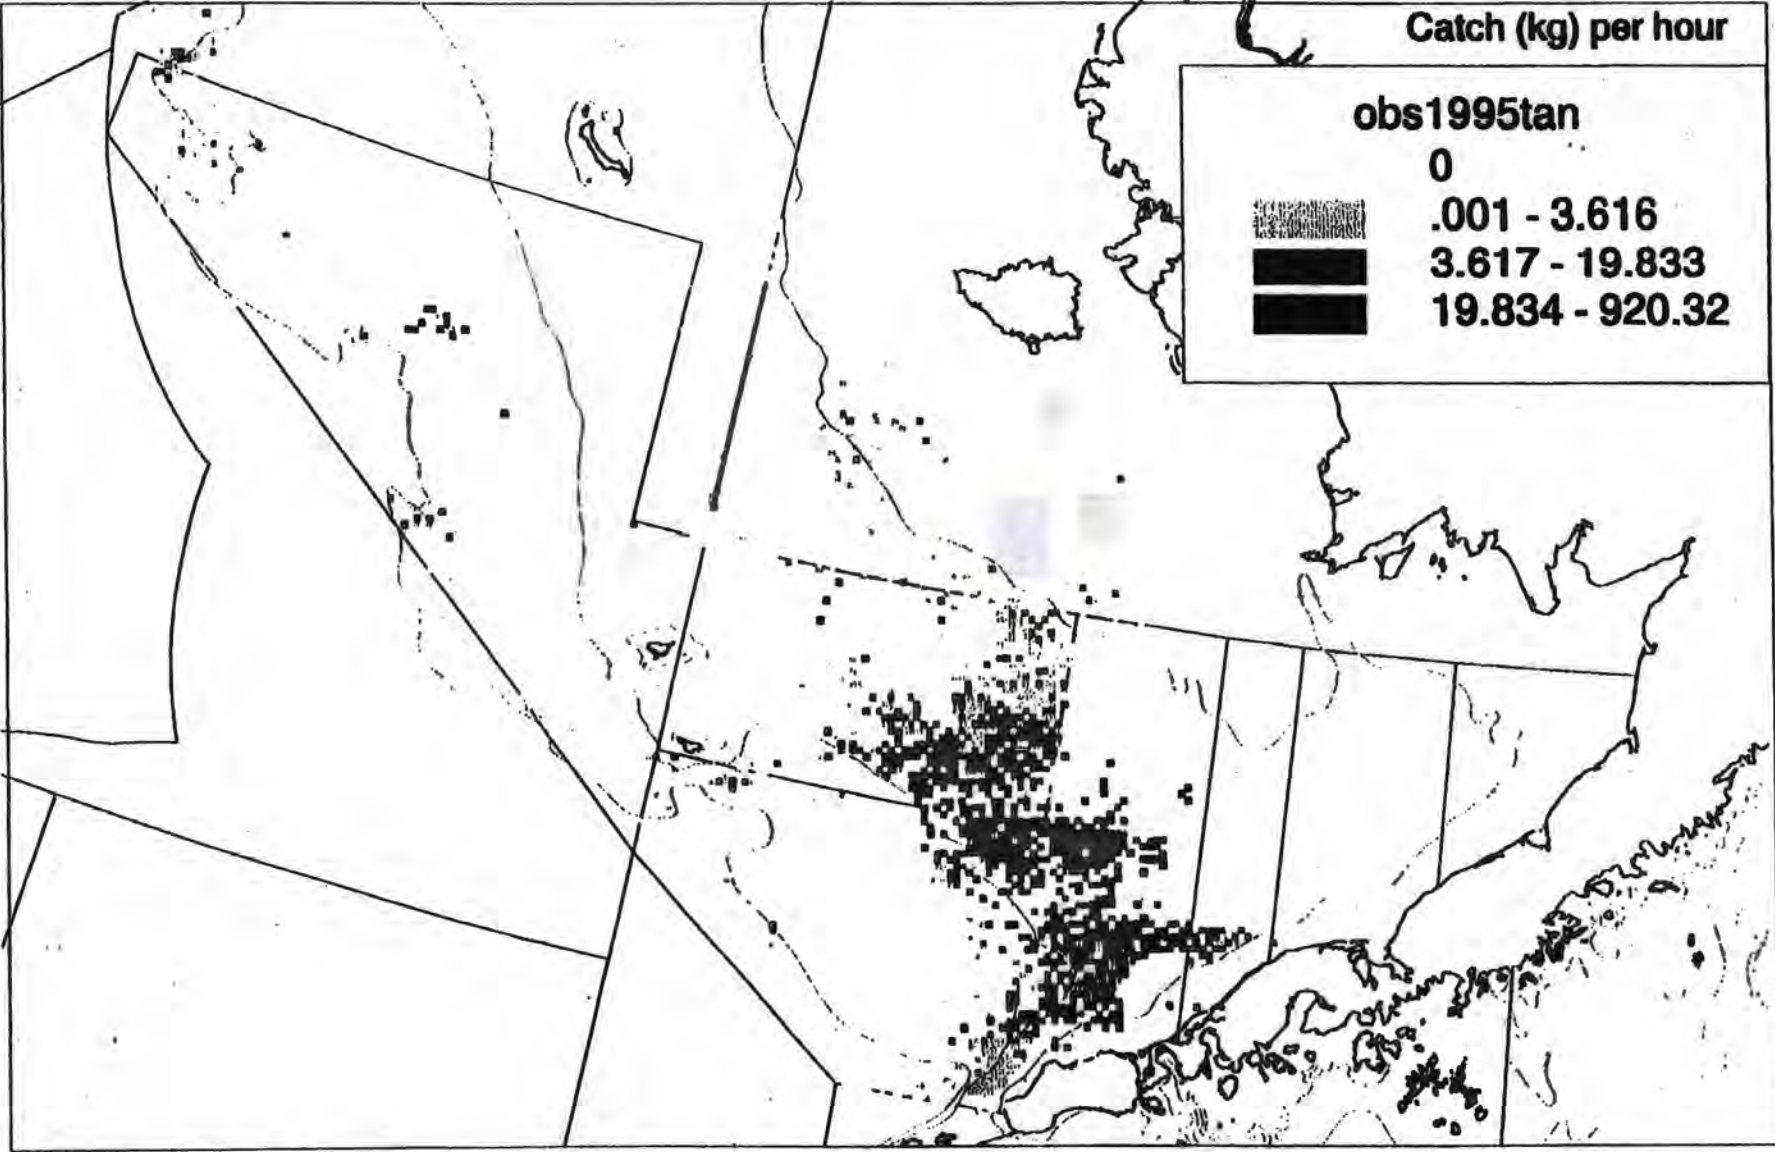 Catch (kg) per hour
obs1995tan
0
.001 - 3.616
3.617 - 19.833
19.834 - 920.32